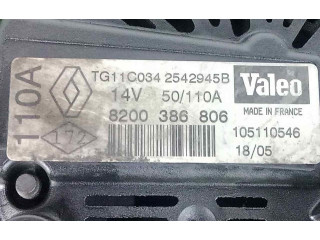 110A
TG11C034 2542945B
14V 50/110A
8200 386 806
Valeo
MADE IN FRANCE
105110546
18/05